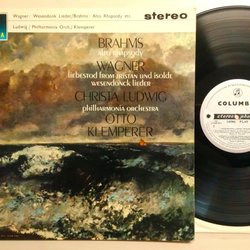 Wagner: Wesendonk Lieder/Brahms: Alto Rhapsody etc.
Ludwig / Philharmonia Orch / Klemperer
stereo
BRAHMS
alto rhapsody
WAGNER
liebestod from tristan und isolde
wesendonck lieder
CHRISTA LUDWIG
philharmonia orchestra
OTTO
KLEMPERER
COLUMB